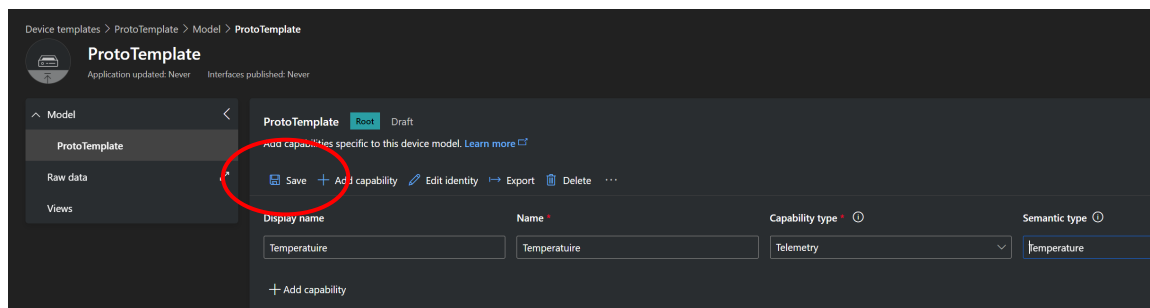 Device templates > ProtoTemplate > Model > ProtoTemplate
ProtoTemplate
Application updated: Never Interfaces published: Never
Model
ProtoTemplate
Raw data
Views
ProtoTemplate Root Draft
Add capabilities specific to this device model. Learn more
Save Add capability Edit identity Export Delete ...
Display name Name * Capability type * Semantic type
Temperatuire Temperatuire Telemetry Temperature
Add capability